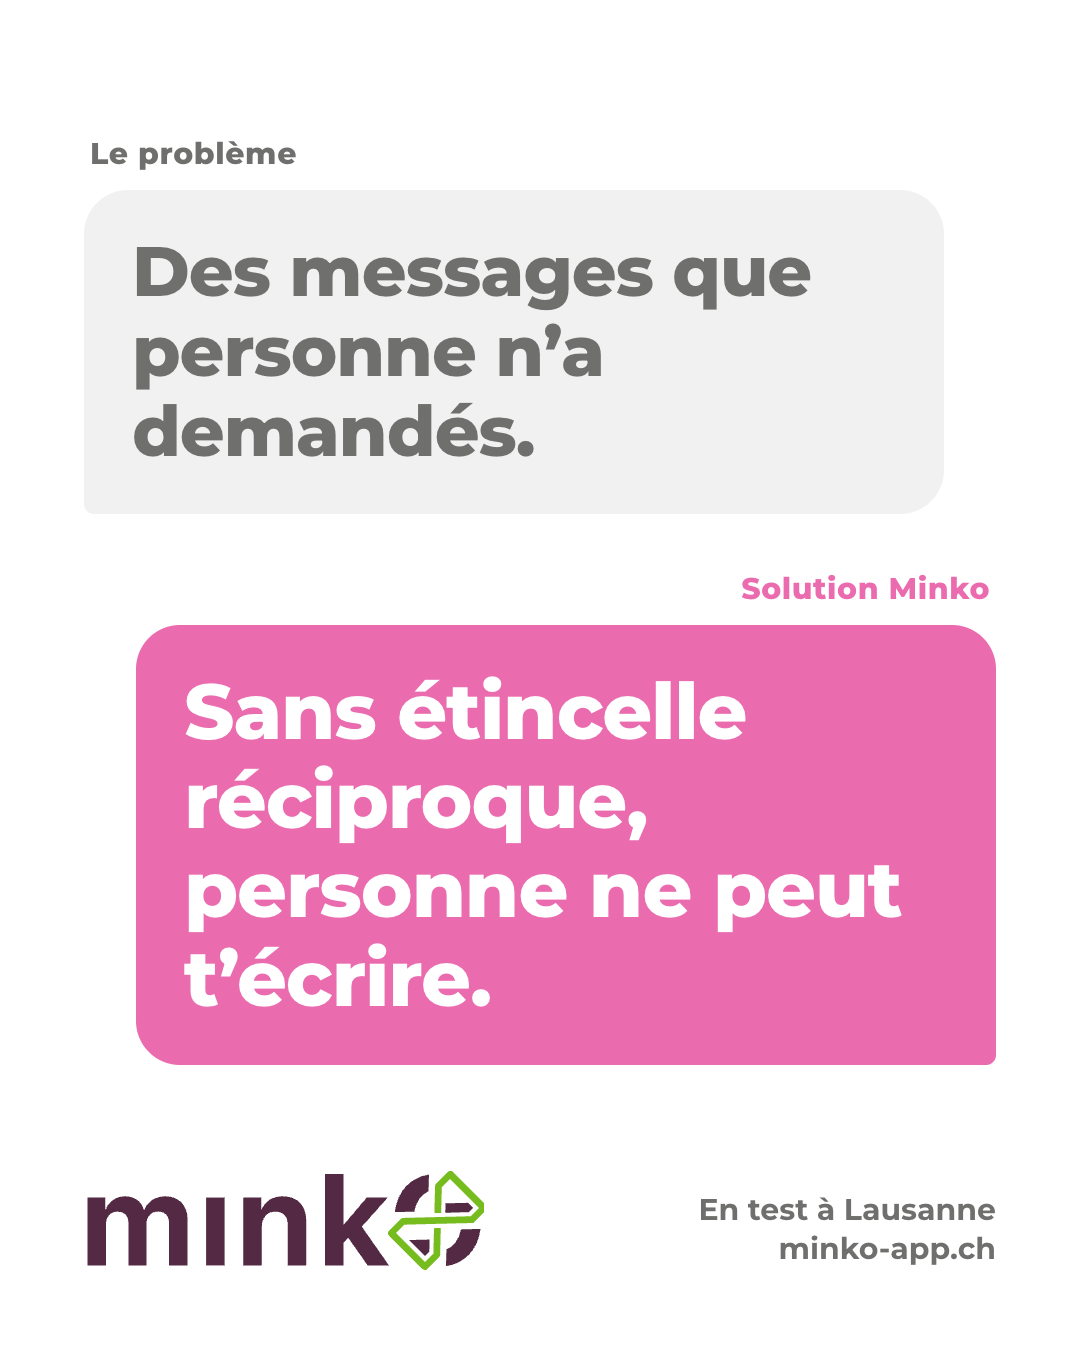 Le problème
Des messages que
personne n’a
demandés.
Solution Minko
Sans étincelle
réciproque,
personne ne peut
t’écrire.
minko
En test à Lausanne
minko-app.ch